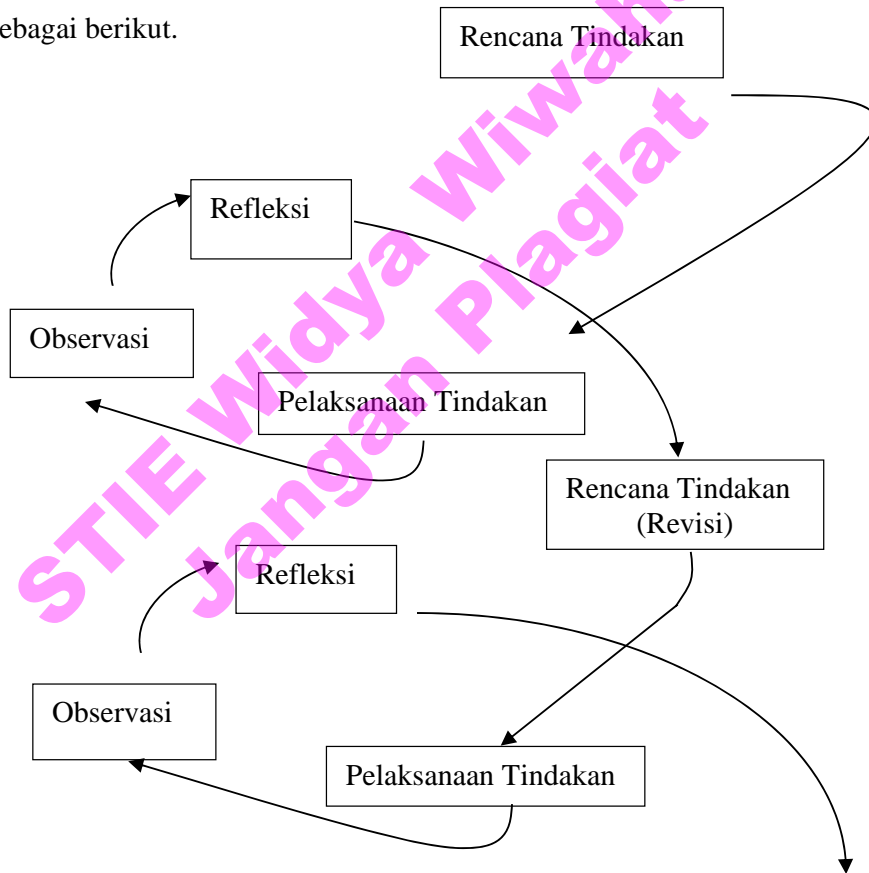 ebagai berikut.
Rencana Tindakan
Refleksi
Observasi
Pelaksanaan Tindakan
Rencana Tindakan
(Revisi)
Refleksi
Observasi
Pelaksanaan Tindakan
STIE Widya Wiwaha
Jangan Plagiat